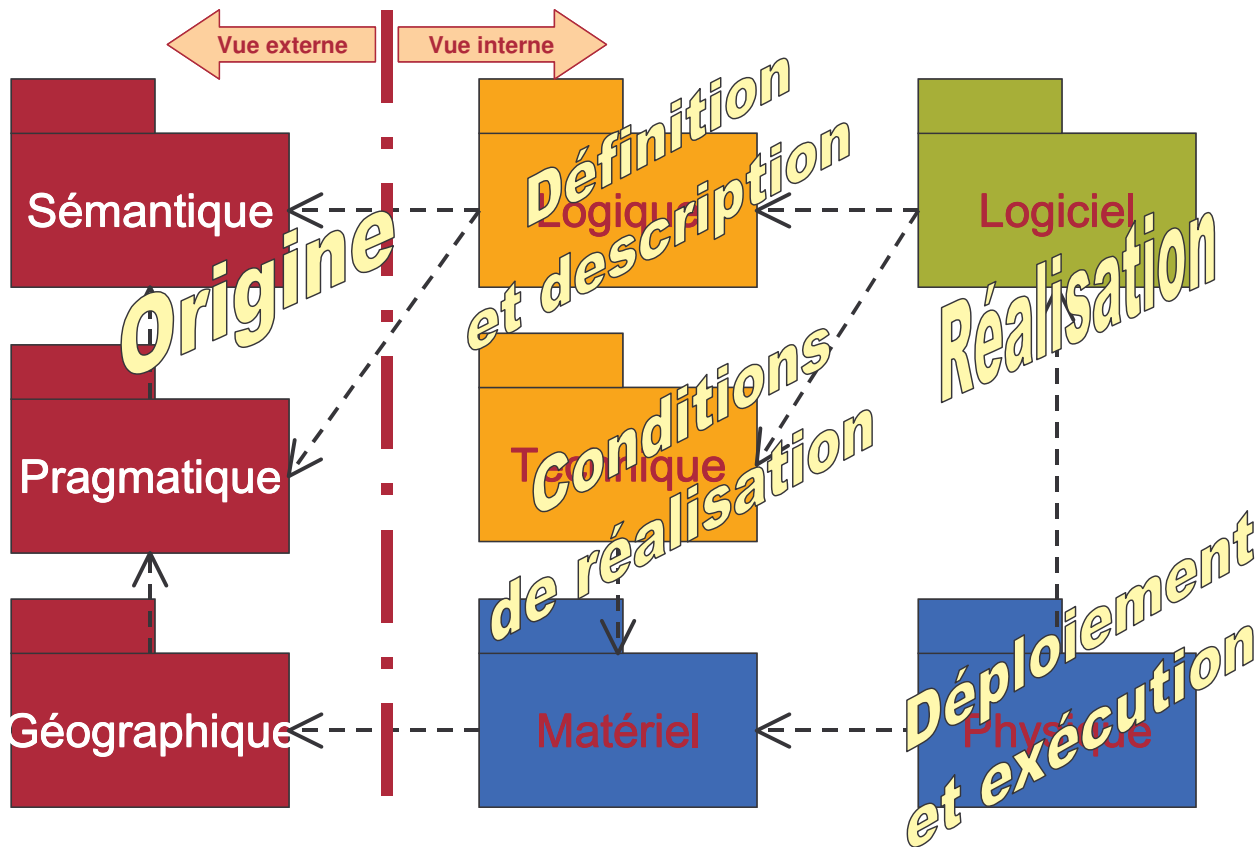 Vue externe
Vue interne
Sémantique
Logique
Logiciel
Définition
et description
Origine
Réalisation
Pragmatique
Technique
Conditions
de réalisation
Géographique
Matériel
Physique
Déploiement
et exécution